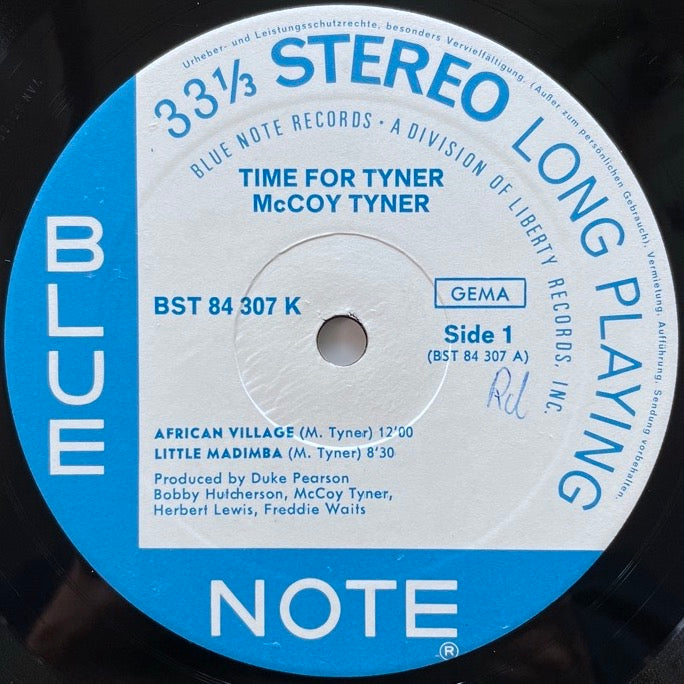 Urheber- und Leistungsschutzrechte, besonders Vervielfältigung, (Außer zum persönlichen Gebrauch), Vermietung, Aufführung, Sendung vorbehalten.
33⅓ STEREO LONG PLAYING
BLUE NOTE RECORDS • A DIVISION OF LIBERTY RECORDS, INC.
TIME FOR TYNER
McCOY TYNER
BST 84 307 K
GEMA
Side 1
(BST 84 307 A)
Rd
AFRICAN VILLAGE (M. Tyner) 12'00
LITTLE MADIMBA (M. Tyner) 8'30
Produced by Duke Pearson
Bobby Hutcherson, McCoy Tyner,
Herbert Lewis, Freddie Waits
BLUE
NOTE
®